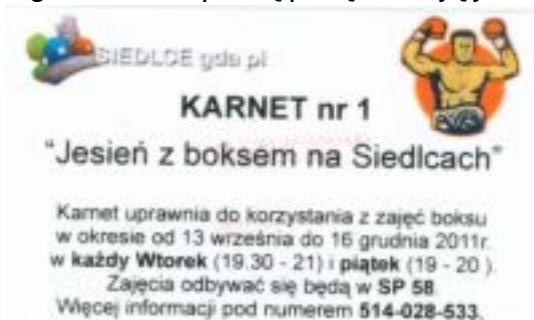 SIEDLCE gda pl
KARNET nr 1
"Jesień z boksem na Siedlcach"
Karnet uprawnia do korzystania z zajęć boksu
w okresie od 13 września do 16 grudnia 2011r.
w każdy Wtorek (19.30 - 21) i piątek (19 - 20 ).
Zajęcia odbywać się będą w SP 58.
Więcej informacji pod numerem 514-028-533,